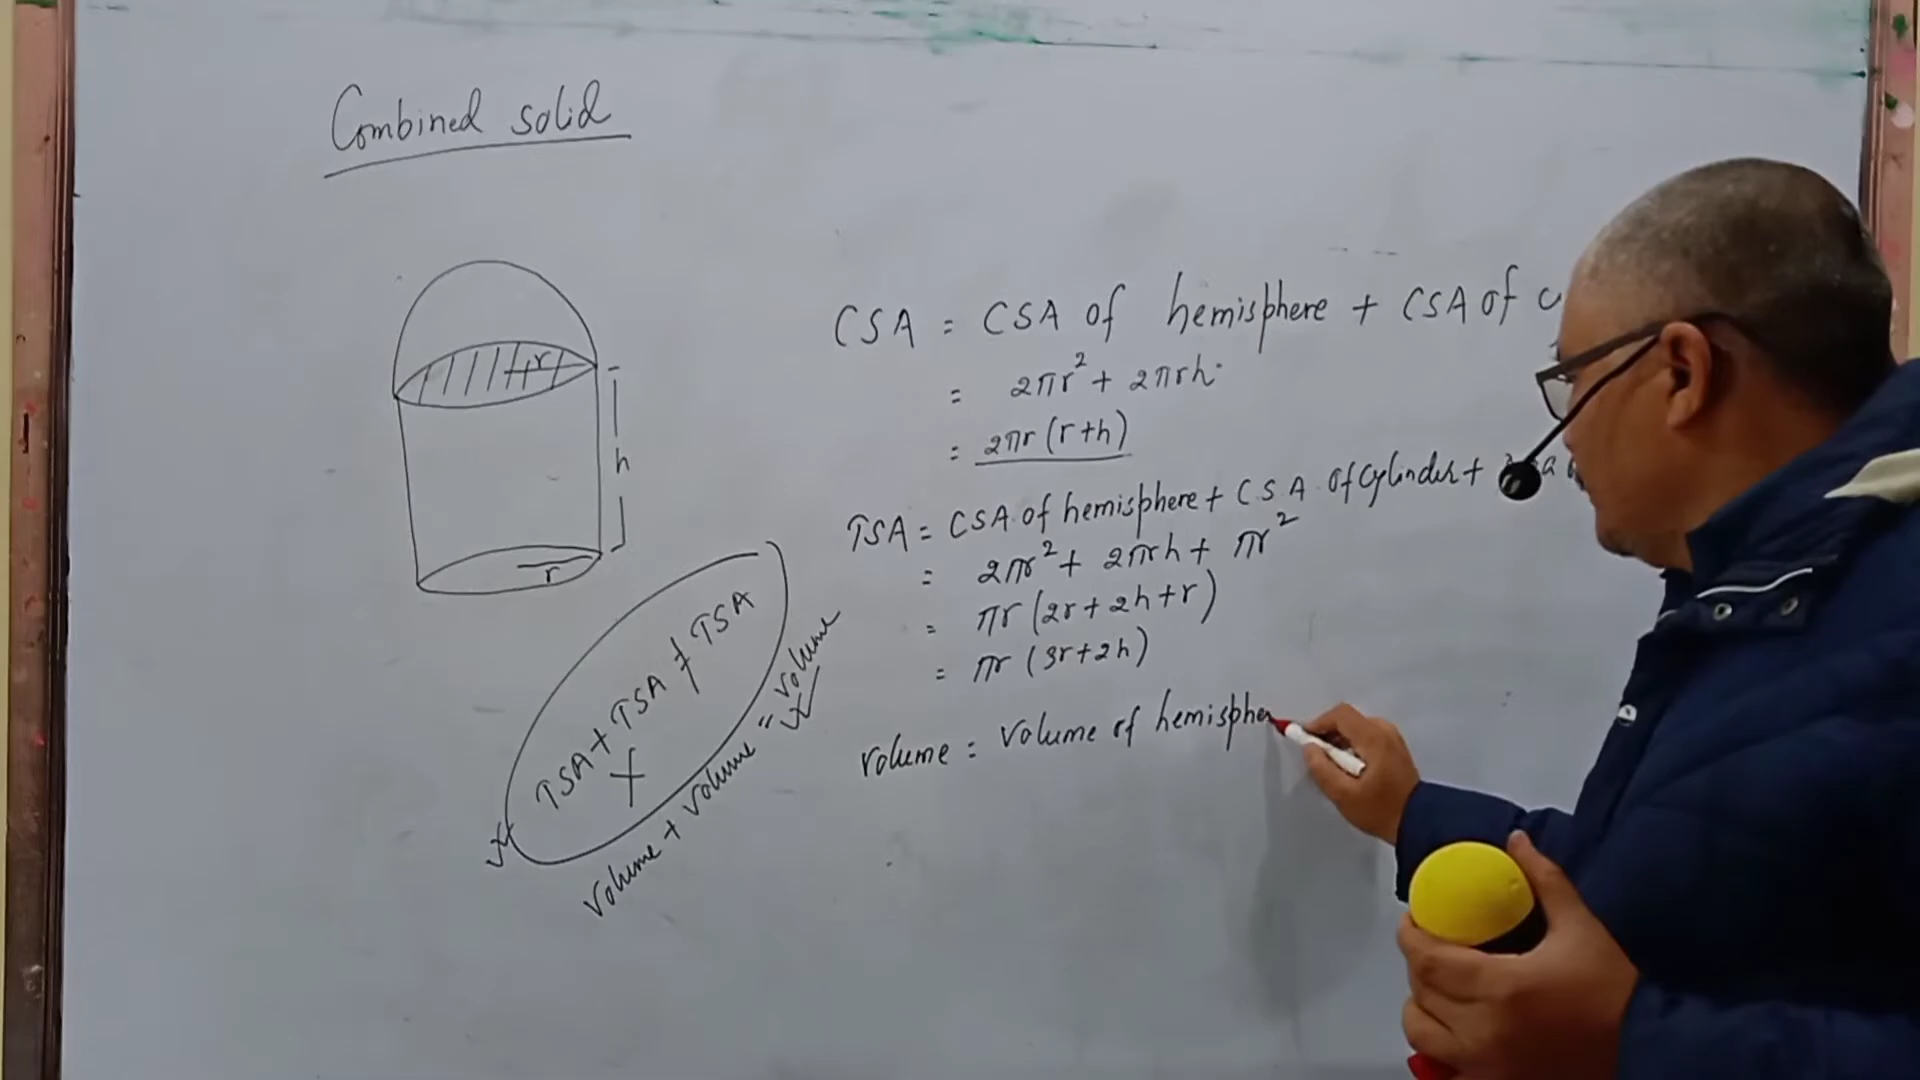 Combined solid
r
h
r
TSA + TSA ≠ TSA
volume + volume = volume
CSA = CSA of hemisphere + CSA of
= 2πr² + 2πrh
= 2πr (r+h)
TSA = CSA of hemisphere + C.S.A. of cylinder +
= 2πr² + 2πrh + πr²
= πr (2r + 2h + r)
= πr (3r + 2h)
volume = Volume of hemisphe